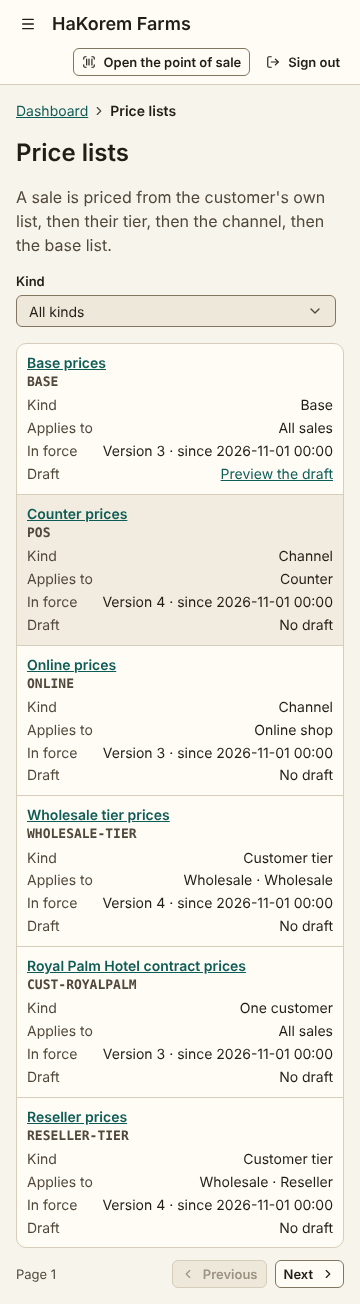 HaKorem Farms
Open the point of sale
Sign out
Dashboard > Price lists
Price lists
A sale is priced from the customer's own
list, then their tier, then the channel, then
the base list.
Kind
All kinds
Base prices
BASE
Kind Base
Applies to All sales
In force Version 3 · since 2026-11-01 00:00
Draft Preview the draft
Counter prices
POS
Kind Channel
Applies to Counter
In force Version 4 · since 2026-11-01 00:00
Draft No draft
Online prices
ONLINE
Kind Channel
Applies to Online shop
In force Version 3 · since 2026-11-01 00:00
Draft No draft
Wholesale tier prices
WHOLESALE-TIER
Kind Customer tier
Applies to Wholesale · Wholesale
In force Version 4 · since 2026-11-01 00:00
Draft No draft
Royal Palm Hotel contract prices
CUST-ROYALPALM
Kind One customer
Applies to All sales
In force Version 3 · since 2026-11-01 00:00
Draft No draft
Reseller prices
RESELLER-TIER
Kind Customer tier
Applies to Wholesale · Reseller
In force Version 4 · since 2026-11-01 00:00
Draft No draft
Page 1 Previous Next